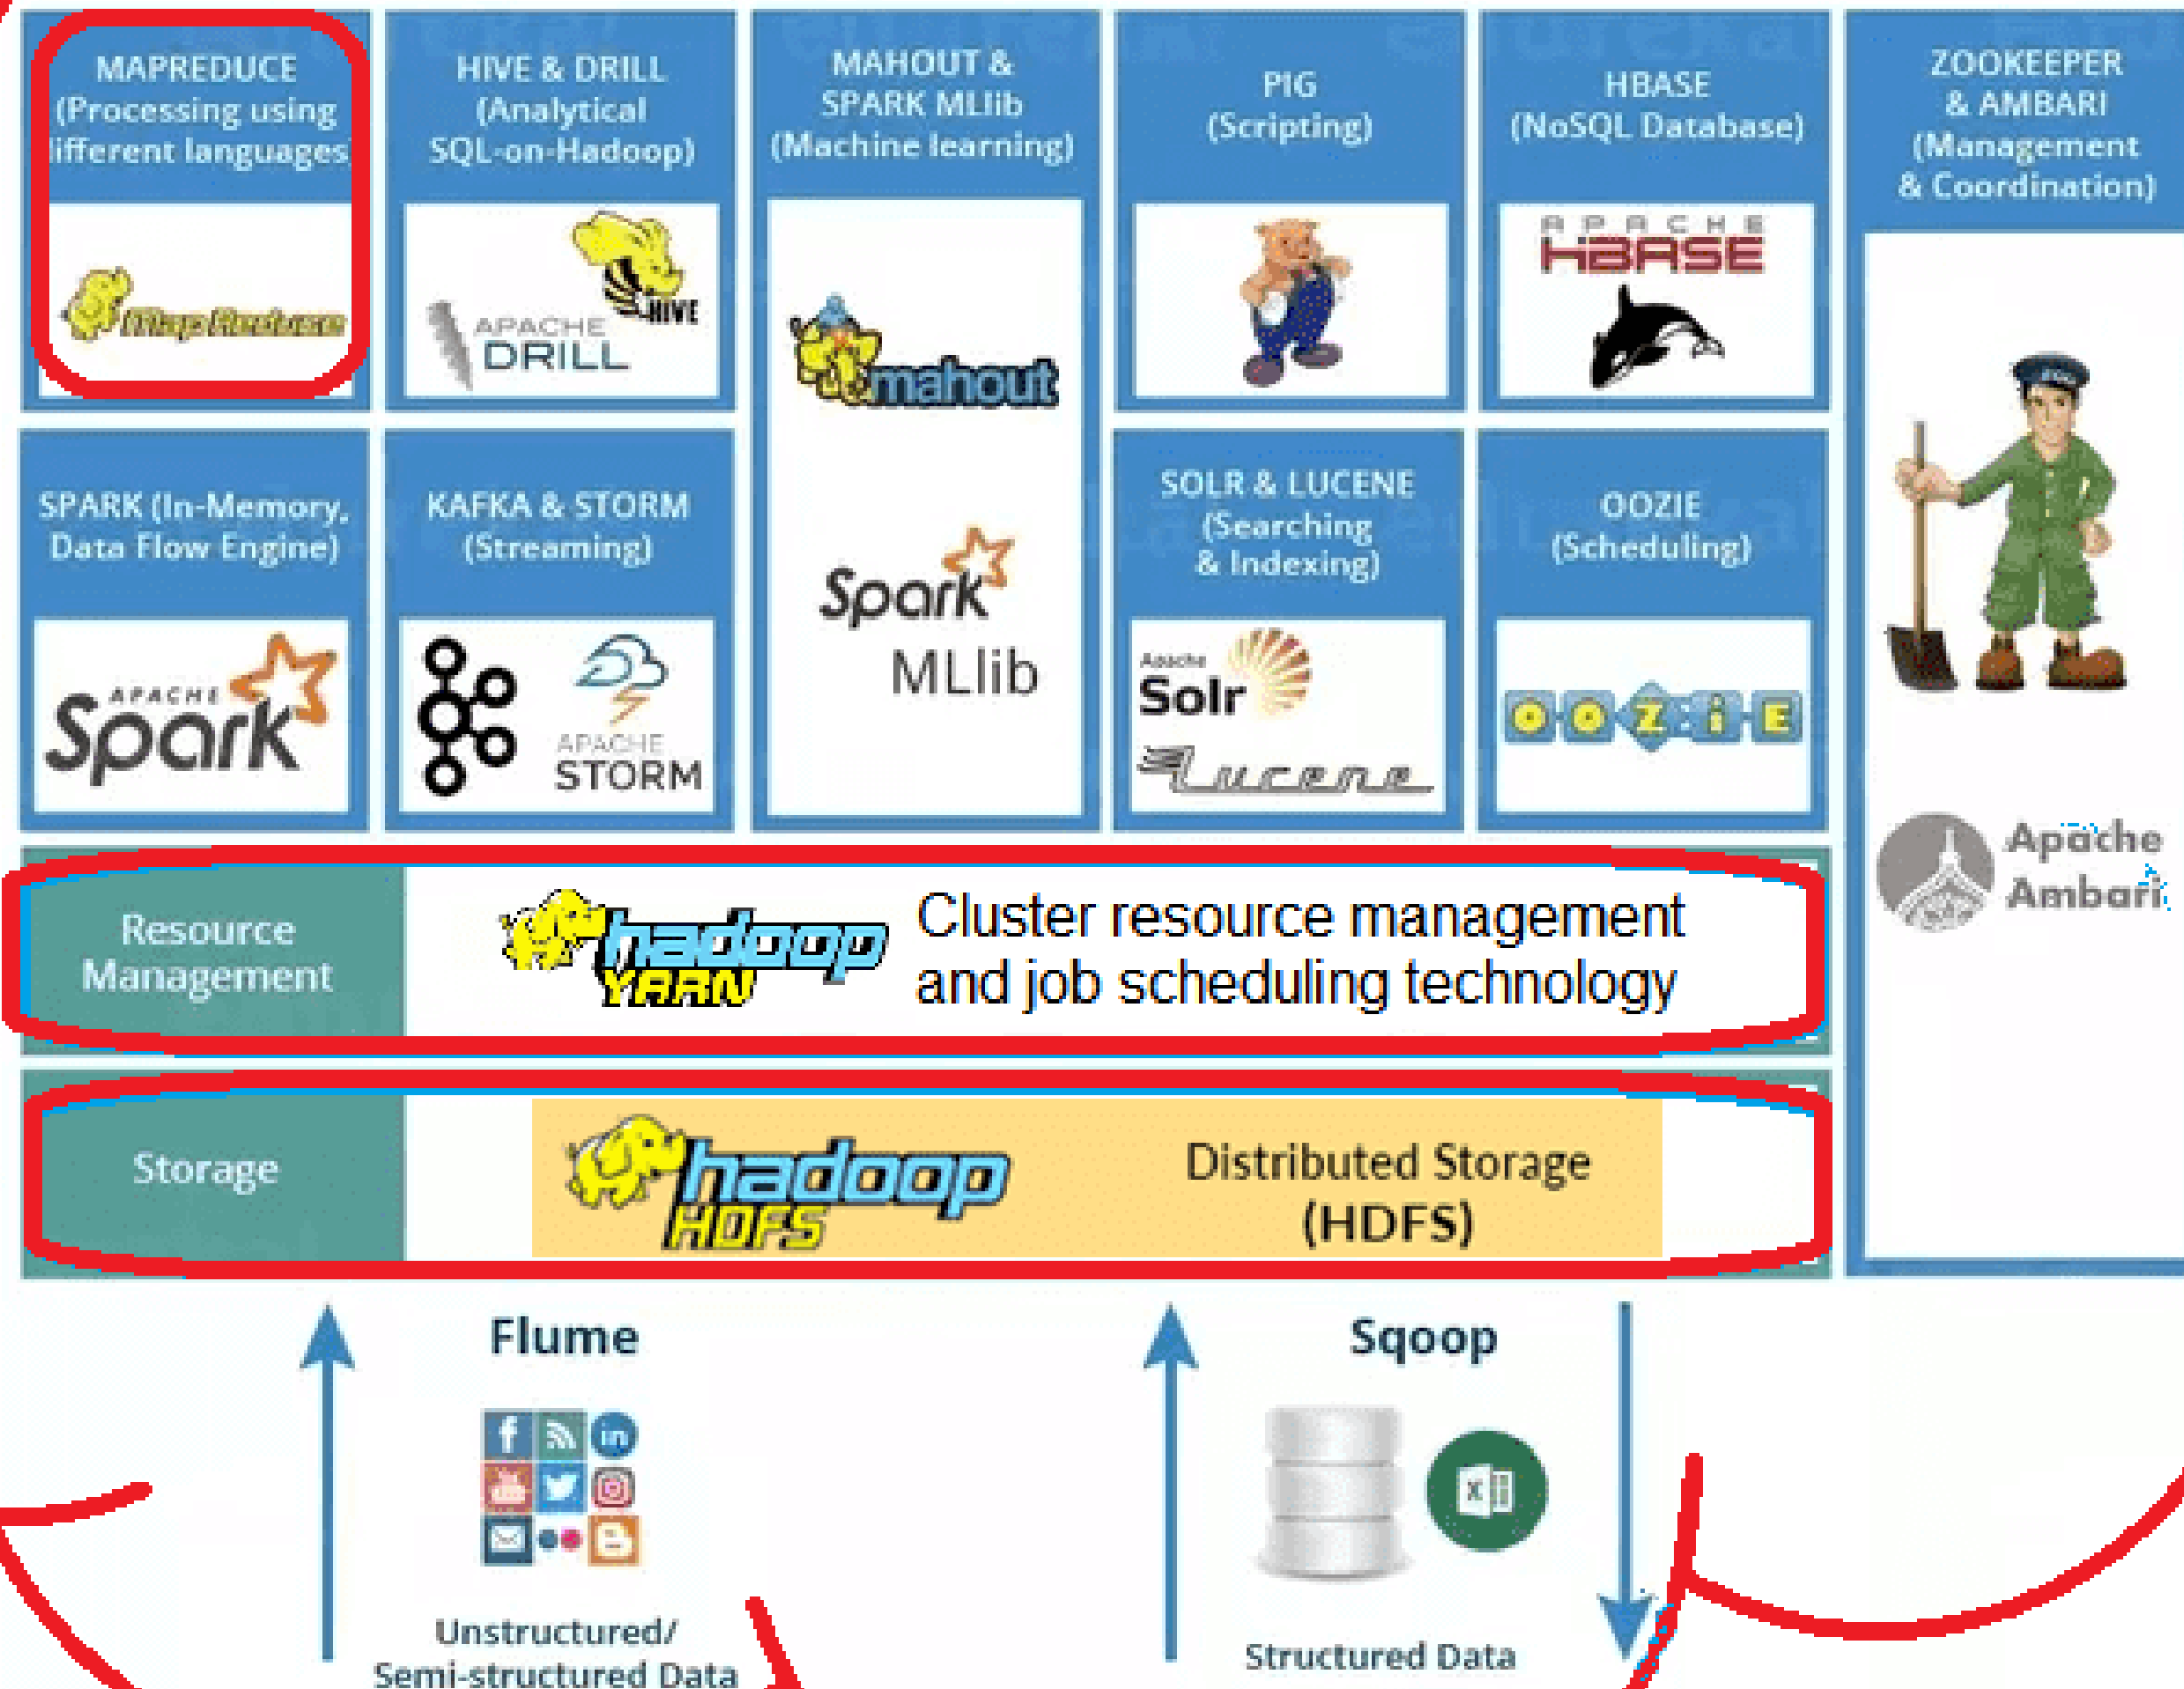 MAPREDUCE
(Processing using
ifferent languages
MapReduce
HIVE & DRILL
(Analytical
SQL-on-Hadoop)
HIVE
APACHE
DRILL
MAHOUT &
SPARK MLlib
(Machine learning)
mahout
Spark
MLlib
PIG
(Scripting)
HBASE
(NoSQL Database)
APACHE
HBASE
ZOOKEEPER
& AMBARI
(Management
& Coordination)
Apache
Ambari
SPARK (In-Memory,
Data Flow Engine)
APACHE
Spark
KAFKA & STORM
(Streaming)
APACHE
STORM
SOLR & LUCENE
(Searching
& Indexing)
Apache
Solr
Lucene
OOZIE
(Scheduling)
OOZIE
Resource
Management
hadoop
YARN
Cluster resource management
and job scheduling technology
Storage
hadoop
HDFS
Distributed Storage
(HDFS)
Flume
Unstructured/
Semi-structured Data
Sqoop
Structured Data